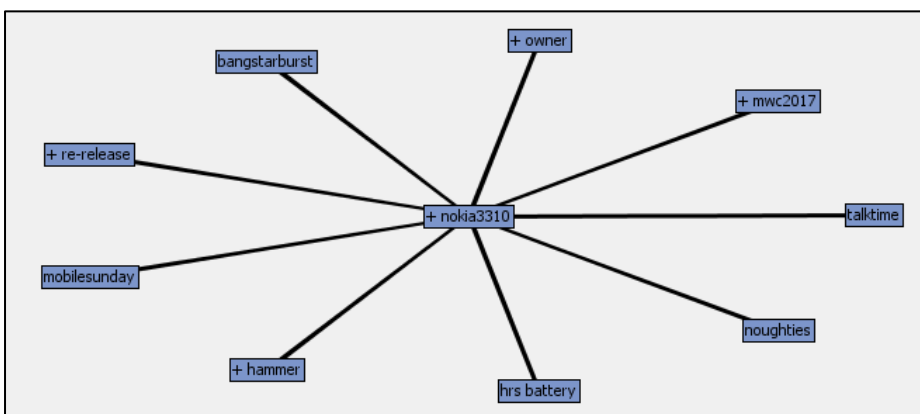 + owner
bangstarburst
+ mwc2017
+ re-release
+ nokia3310
talktime
mobilesunday
noughties
+ hammer
hrs battery